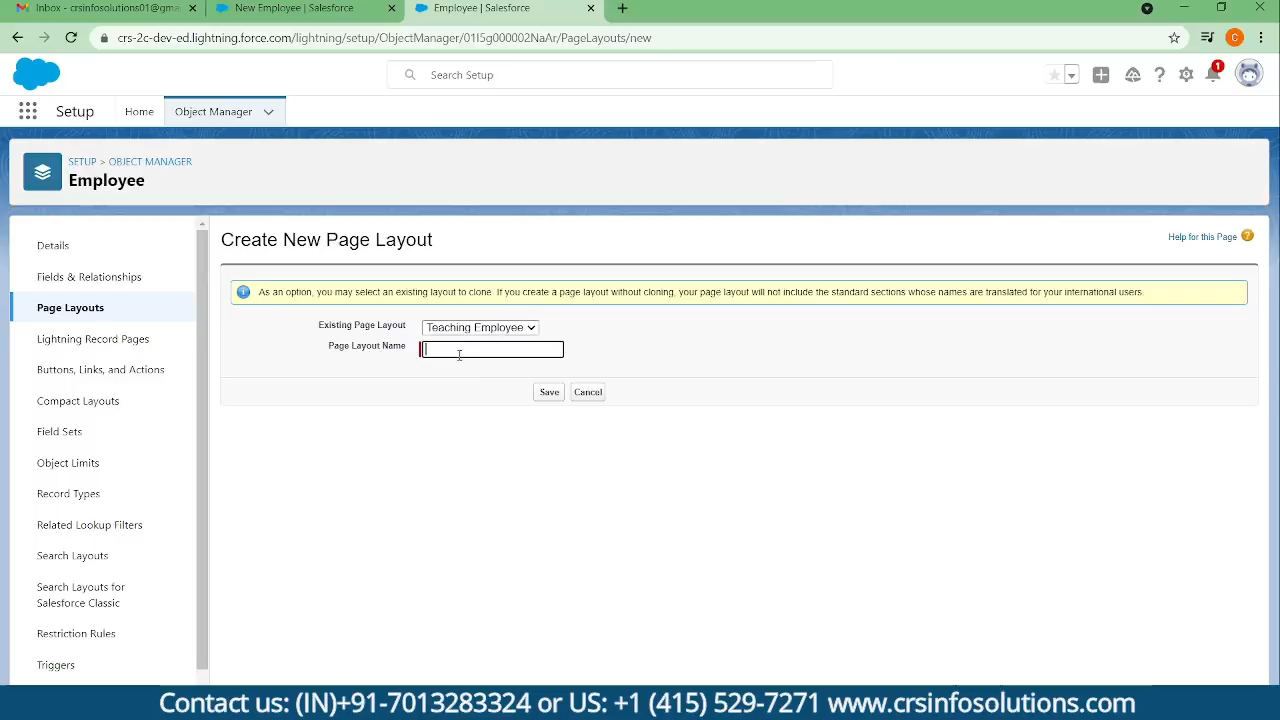 Inbox - crsinfosolutions01@gma
New Employee | Salesforce
Employee | Salesforce
crs-2c-dev-ed.lightning.force.com/lightning/setup/ObjectManager/01I5g000002NaAr/PageLayouts/new
C
Search Setup
1
Setup
Home
Object Manager
SETUP > OBJECT MANAGER
Employee
Details
Fields & Relationships
Page Layouts
Lightning Record Pages
Buttons, Links, and Actions
Compact Layouts
Field Sets
Object Limits
Record Types
Related Lookup Filters
Search Layouts
Search Layouts for
Salesforce Classic
Restriction Rules
Triggers
Create New Page Layout
Help for this Page
As an option, you may select an existing layout to clone. If you create a page layout without cloning, your page layout will not include the standard sections whose names are translated for your international users.
Existing Page Layout Teaching Employee
Page Layout Name
Save Cancel
Contact us: (IN)+91-7013283324 or US: +1 (415) 529-7271 www.crsinfosolutions.com